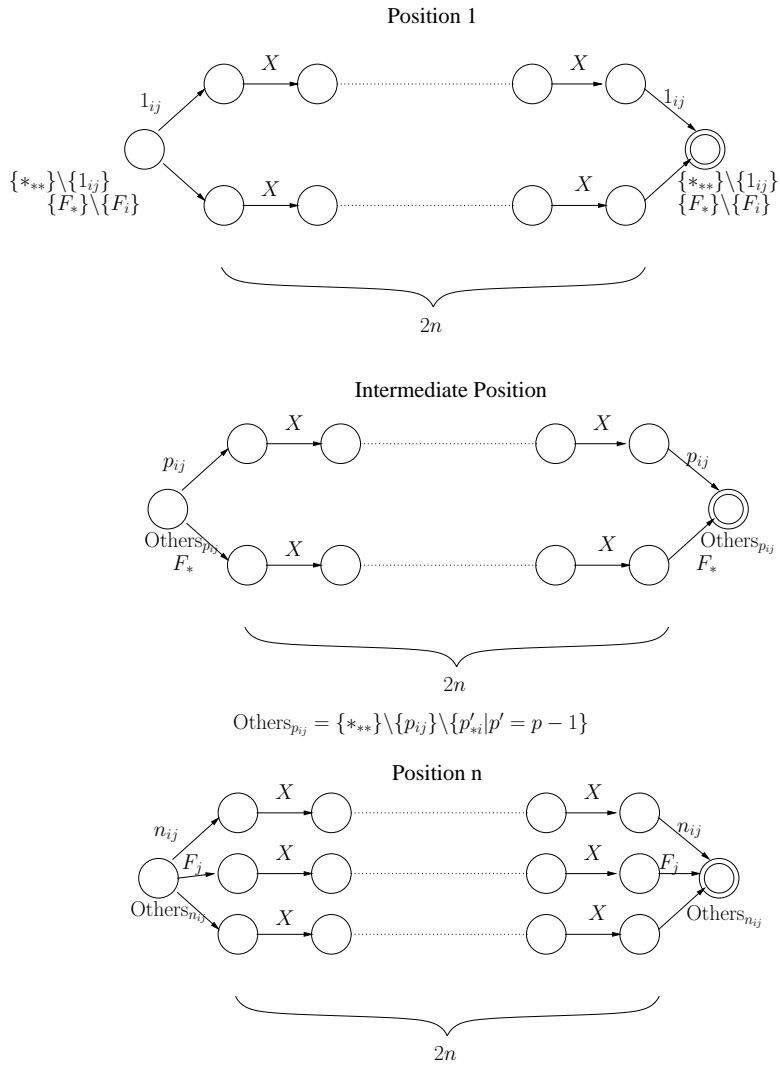 Position 1
X X
1_{ij} 1_{ij}
{*_{**}}\{1_{ij}} {*_{**}}\{1_{ij}}
{F_*}\{F_i} {F_*}\{F_i}
X X
2n
Intermediate Position
X X
p_{ij} p_{ij}
Others_{p_{ij}} Others_{p_{ij}}
F_* F_*
X X
2n
Others_{p_{ij}} = {*_{**}}\{p_{ij}}\{p'_{*i}|p' = p − 1}
Position n
X X
n_{ij} n_{ij}
F_j X X F_j
Others_{n_{ij}} Others_{n_{ij}}
X X
2n